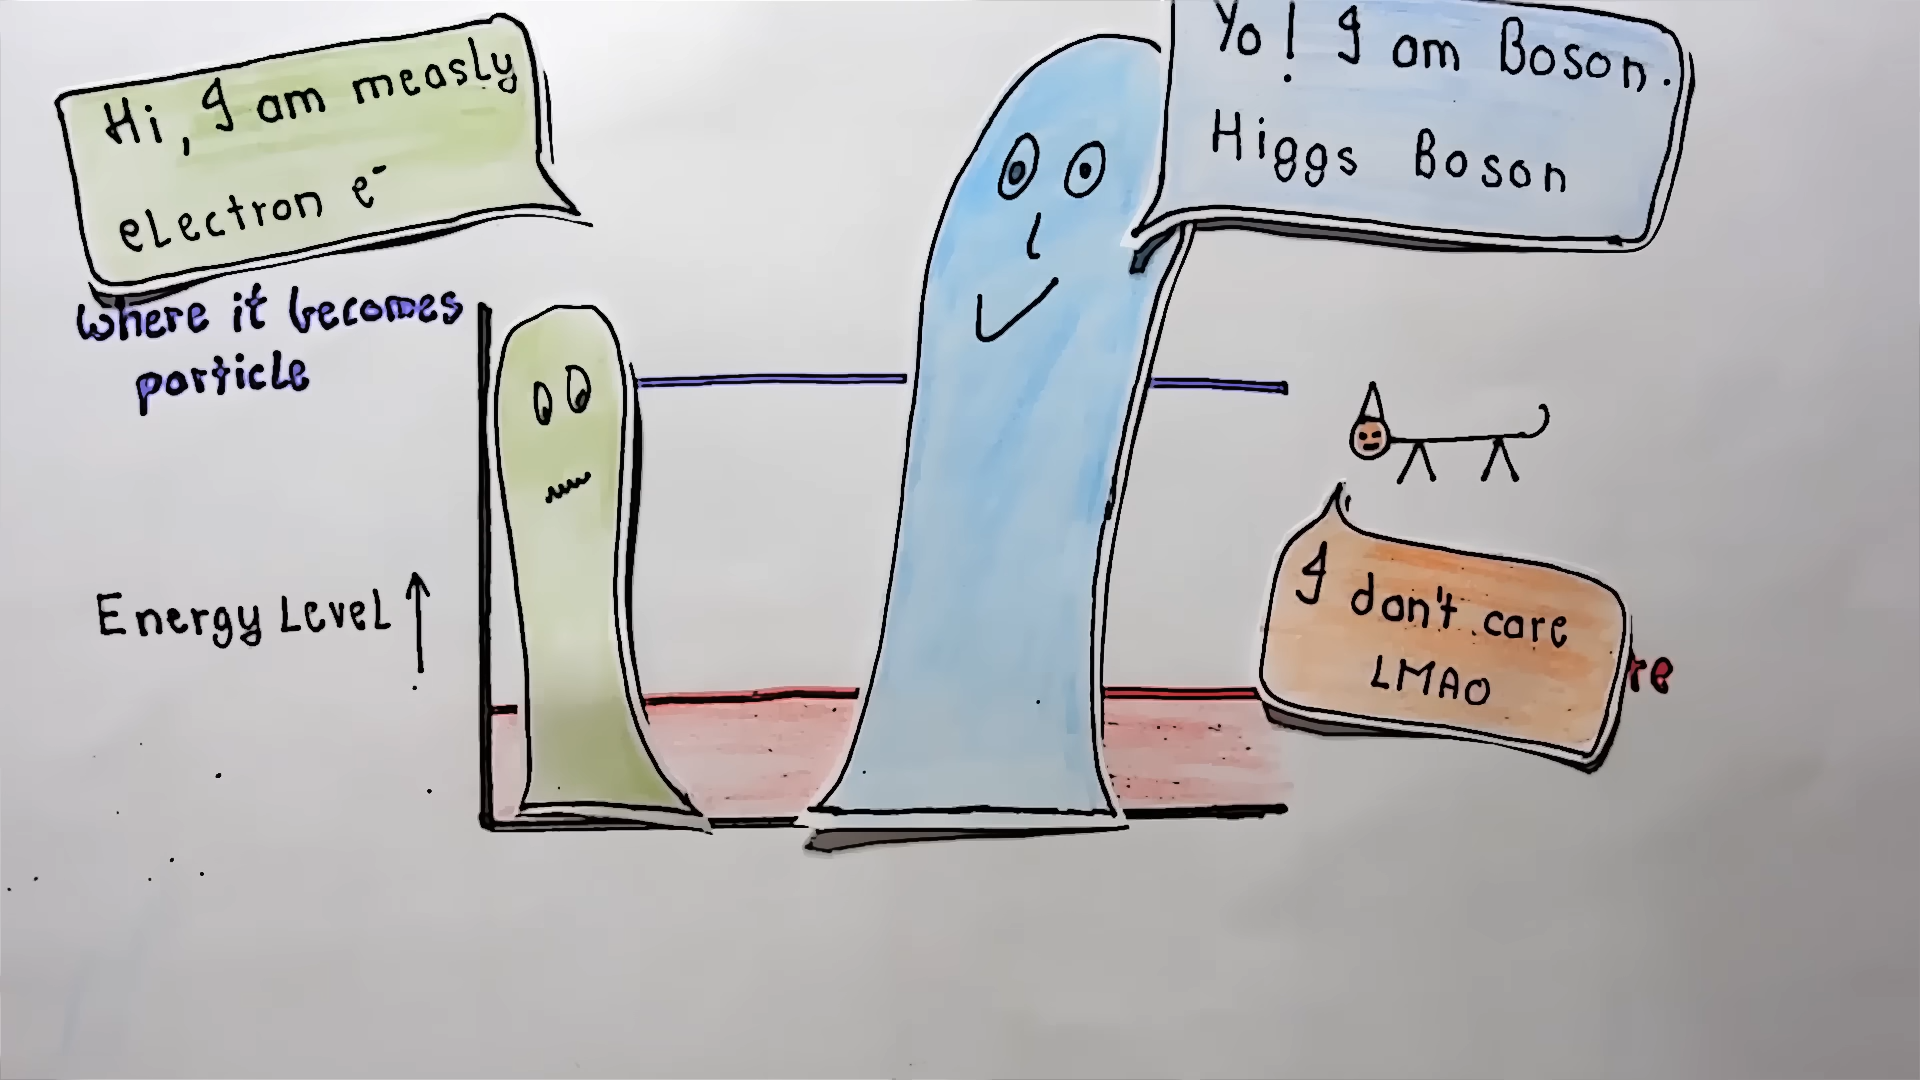 Hi, I am measly
electron e⁻
Yo! I am Boson.
Higgs Boson
where it becomes
particle
Energy Level
I don't care
LMAO